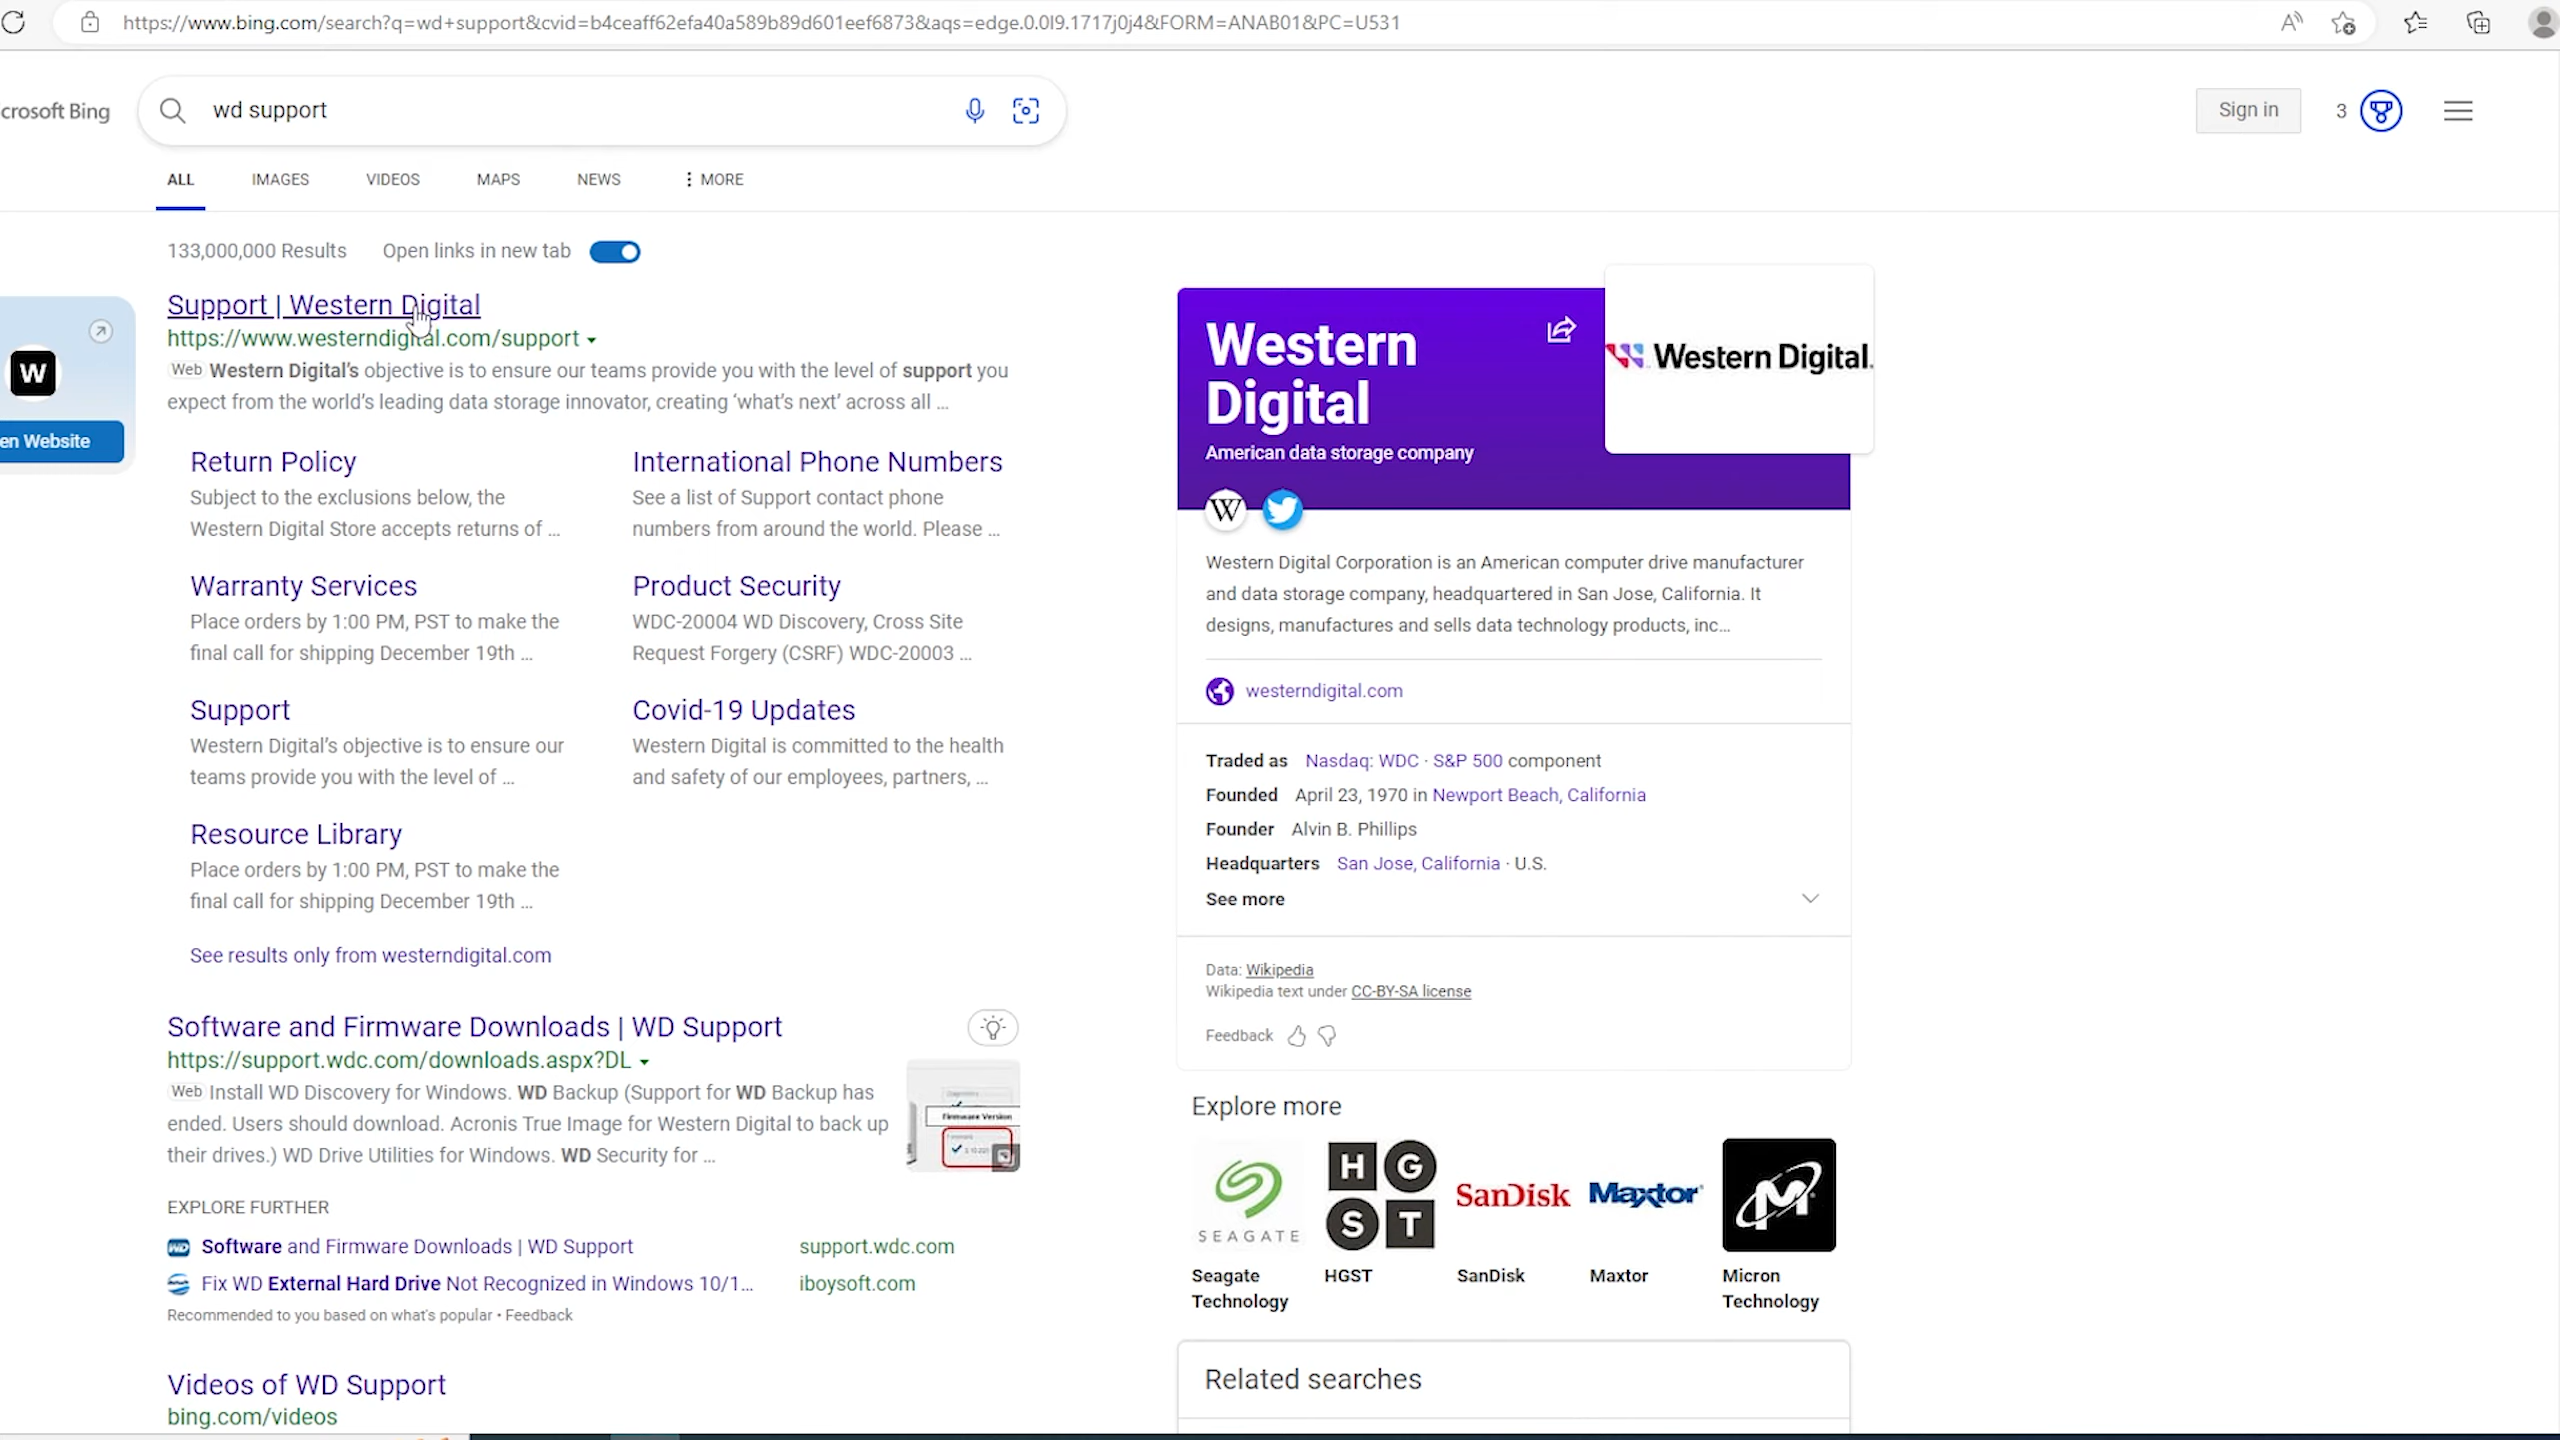 https://www.bing.com/search?q=wd+support&cvid=b4ceaff62efa40a589b89d601eef6873&aqs=edge.0.0l9.1717j0j4&FORM=ANAB01&PC=U531
crosoft Bing
wd support
Sign in
3
ALL
IMAGES
VIDEOS
MAPS
NEWS
MORE
133,000,000 Results
Open links in new tab
W
en Website
Support | Western Digital
https://www.westerndigital.com/support
Web Western Digital's objective is to ensure our teams provide you with the level of support you
expect from the world's leading data storage innovator, creating 'what's next' across all ...
Return Policy
Subject to the exclusions below, the
Western Digital Store accepts returns of ...
International Phone Numbers
See a list of Support contact phone
numbers from around the world. Please ...
Warranty Services
Place orders by 1:00 PM, PST to make the
final call for shipping December 19th ...
Product Security
WDC-20004 WD Discovery, Cross Site
Request Forgery (CSRF) WDC-20003 ...
Support
Western Digital's objective is to ensure our
teams provide you with the level of ...
Covid-19 Updates
Western Digital is committed to the health
and safety of our employees, partners, ...
Resource Library
Place orders by 1:00 PM, PST to make the
final call for shipping December 19th ...
See results only from westerndigital.com
Software and Firmware Downloads | WD Support
https://support.wdc.com/downloads.aspx?DL
Web Install WD Discovery for Windows. WD Backup (Support for WD Backup has
ended. Users should download. Acronis True Image for Western Digital to back up
their drives.) WD Drive Utilities for Windows. WD Security for ...
Firmware Version
EXPLORE FURTHER
WD
Software and Firmware Downloads | WD Support
support.wdc.com
Fix WD External Hard Drive Not Recognized in Windows 10/1...
iboysoft.com
Recommended to you based on what's popular • Feedback
Videos of WD Support
bing.com/videos
Western
Digital
American data storage company
Western Digital.
W
Western Digital Corporation is an American computer drive manufacturer
and data storage company, headquartered in San Jose, California. It
designs, manufactures and sells data technology products, inc...
westerndigital.com
Traded as Nasdaq: WDC · S&P 500 component
Founded April 23, 1970 in Newport Beach, California
Founder Alvin B. Phillips
Headquarters San Jose, California · U.S.
See more
Data: Wikipedia
Wikipedia text under CC-BY-SA license
Feedback
Explore more
SEAGATE
H G
S T
SanDisk
Maxtor
Seagate
Technology
HGST
SanDisk
Maxtor
Micron
Technology
Related searches